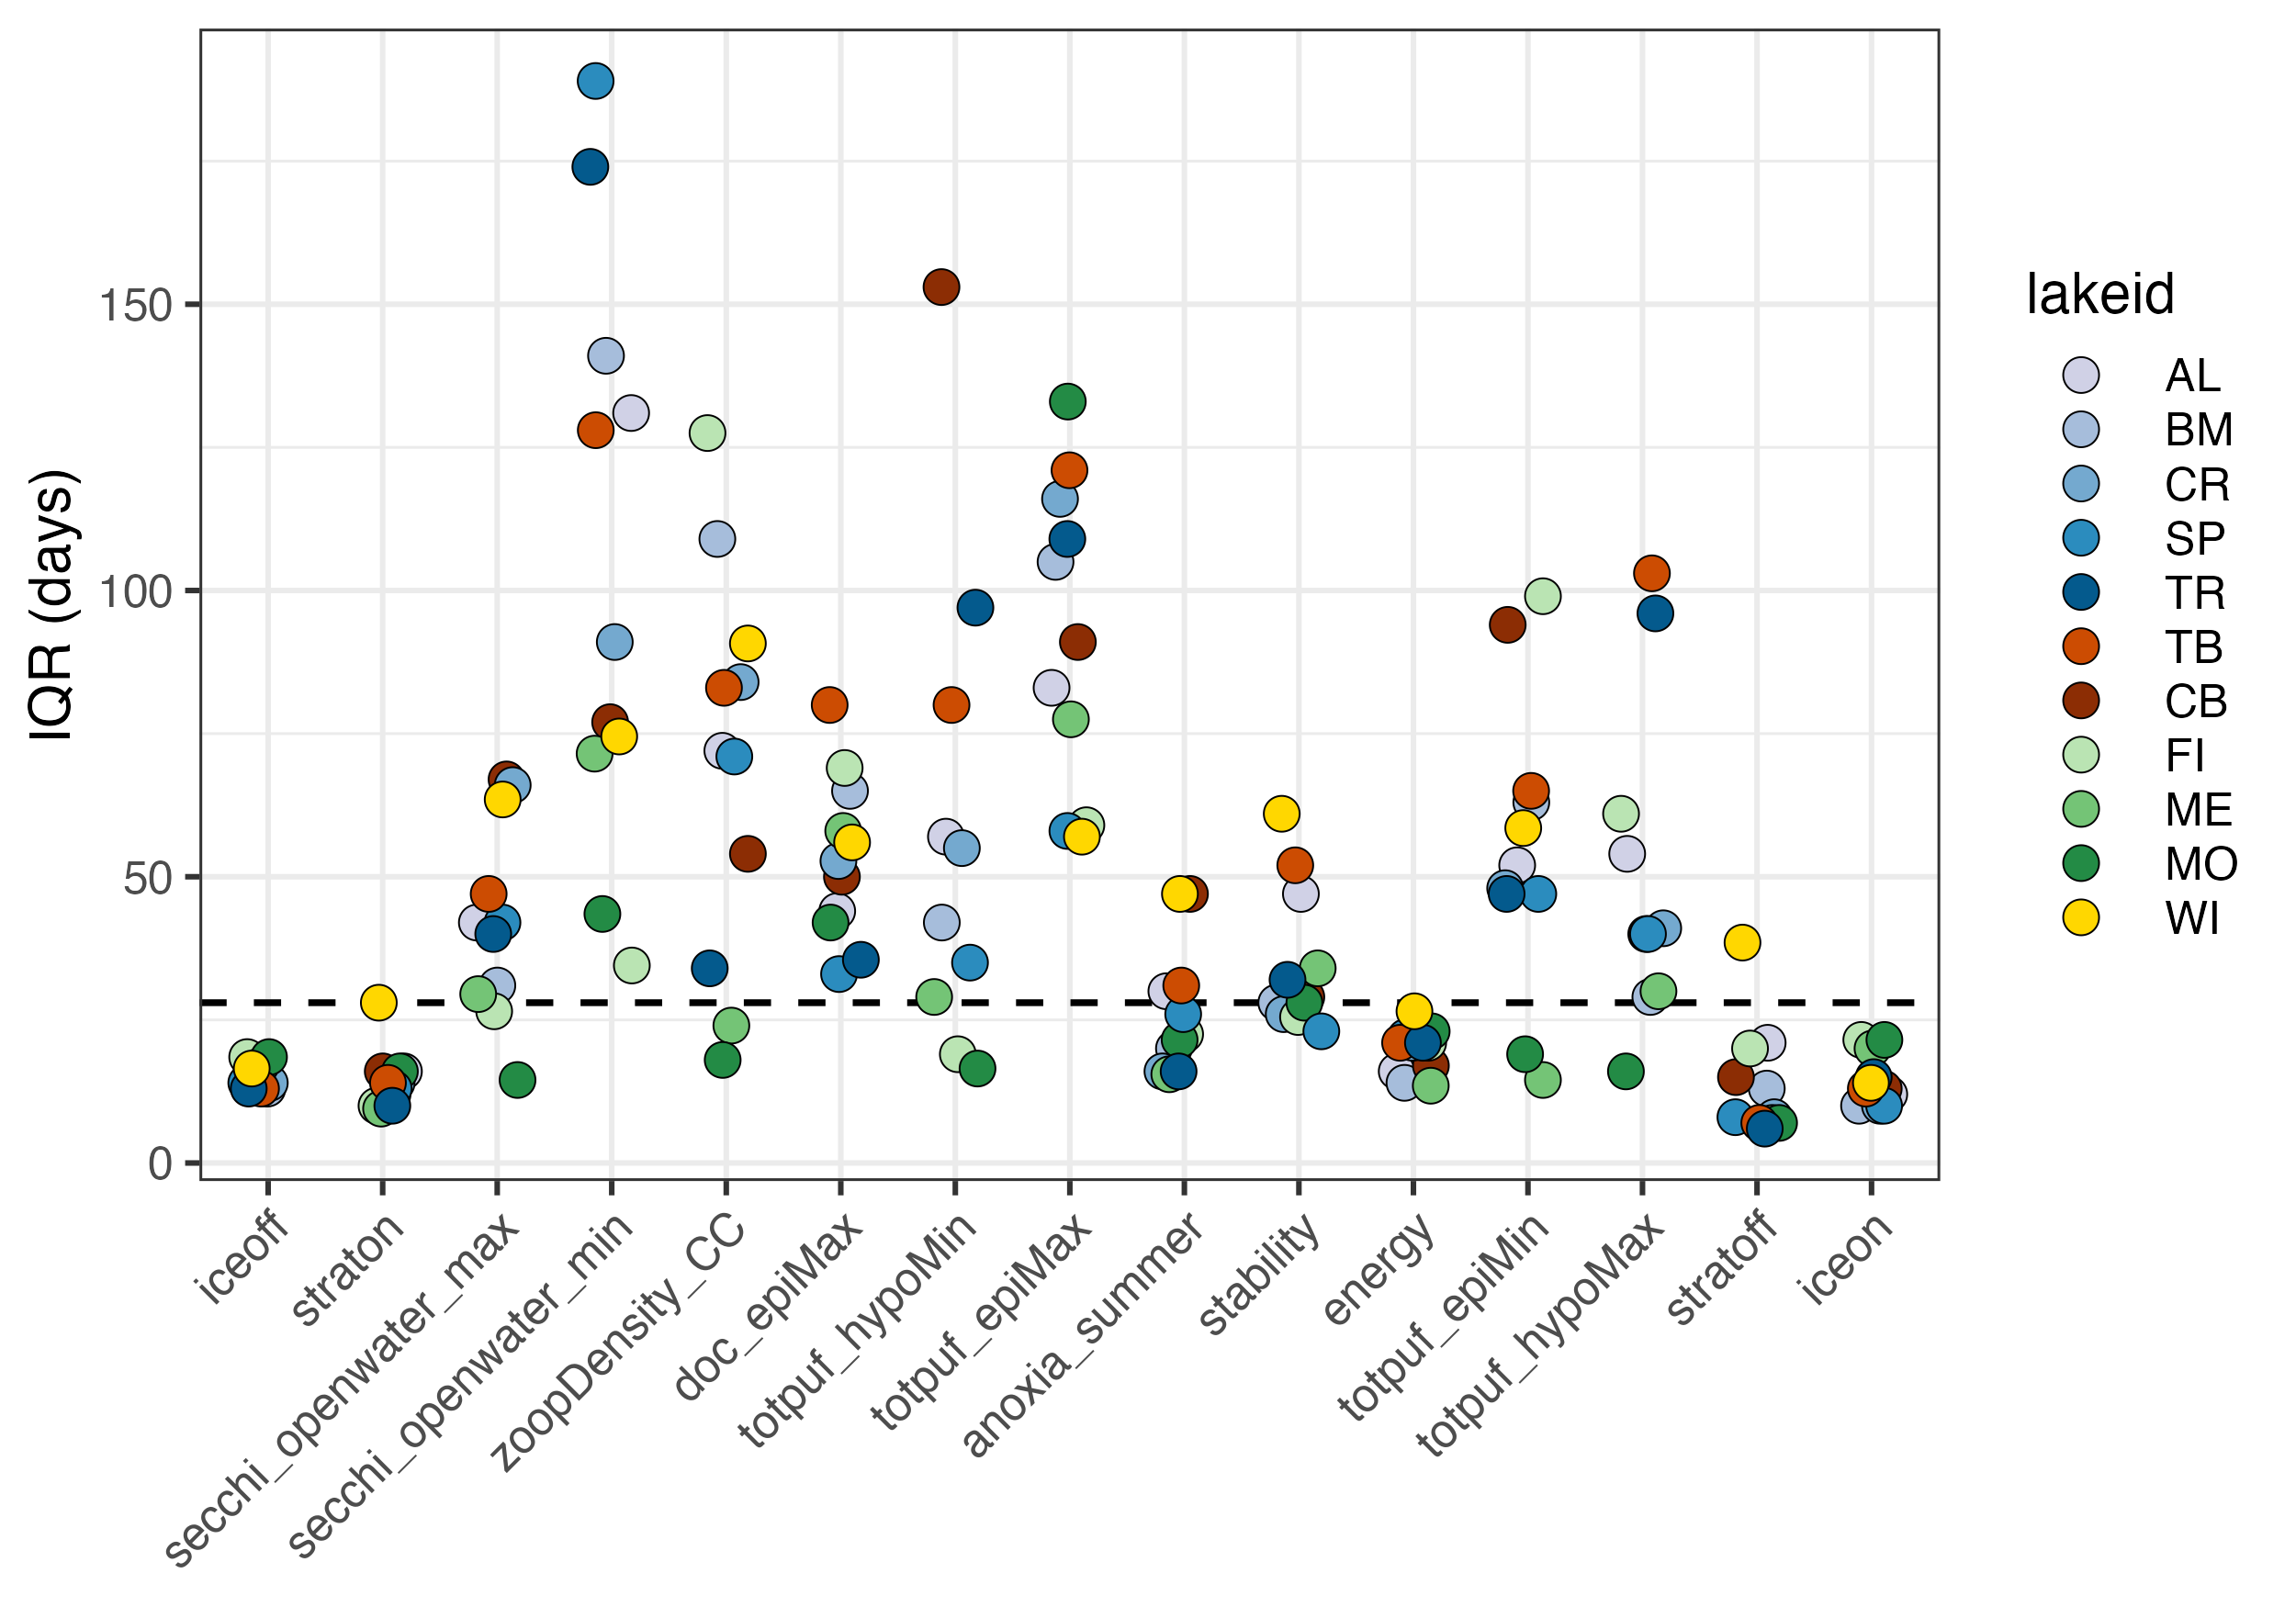 IQR (days)
150
100
50
0
iceoff
straton
secchi_openwater_max
secchi_openwater_min
zoopDensity_CC
doc_epiMax
totpuf_hypoMin
totpuf_epiMax
anoxia_summer
stability
energy
totpuf_epiMin
totpuf_hypoMax
stratoff
iceon
lakeid
AL
BM
CR
SP
TR
TB
CB
FI
ME
MO
WI